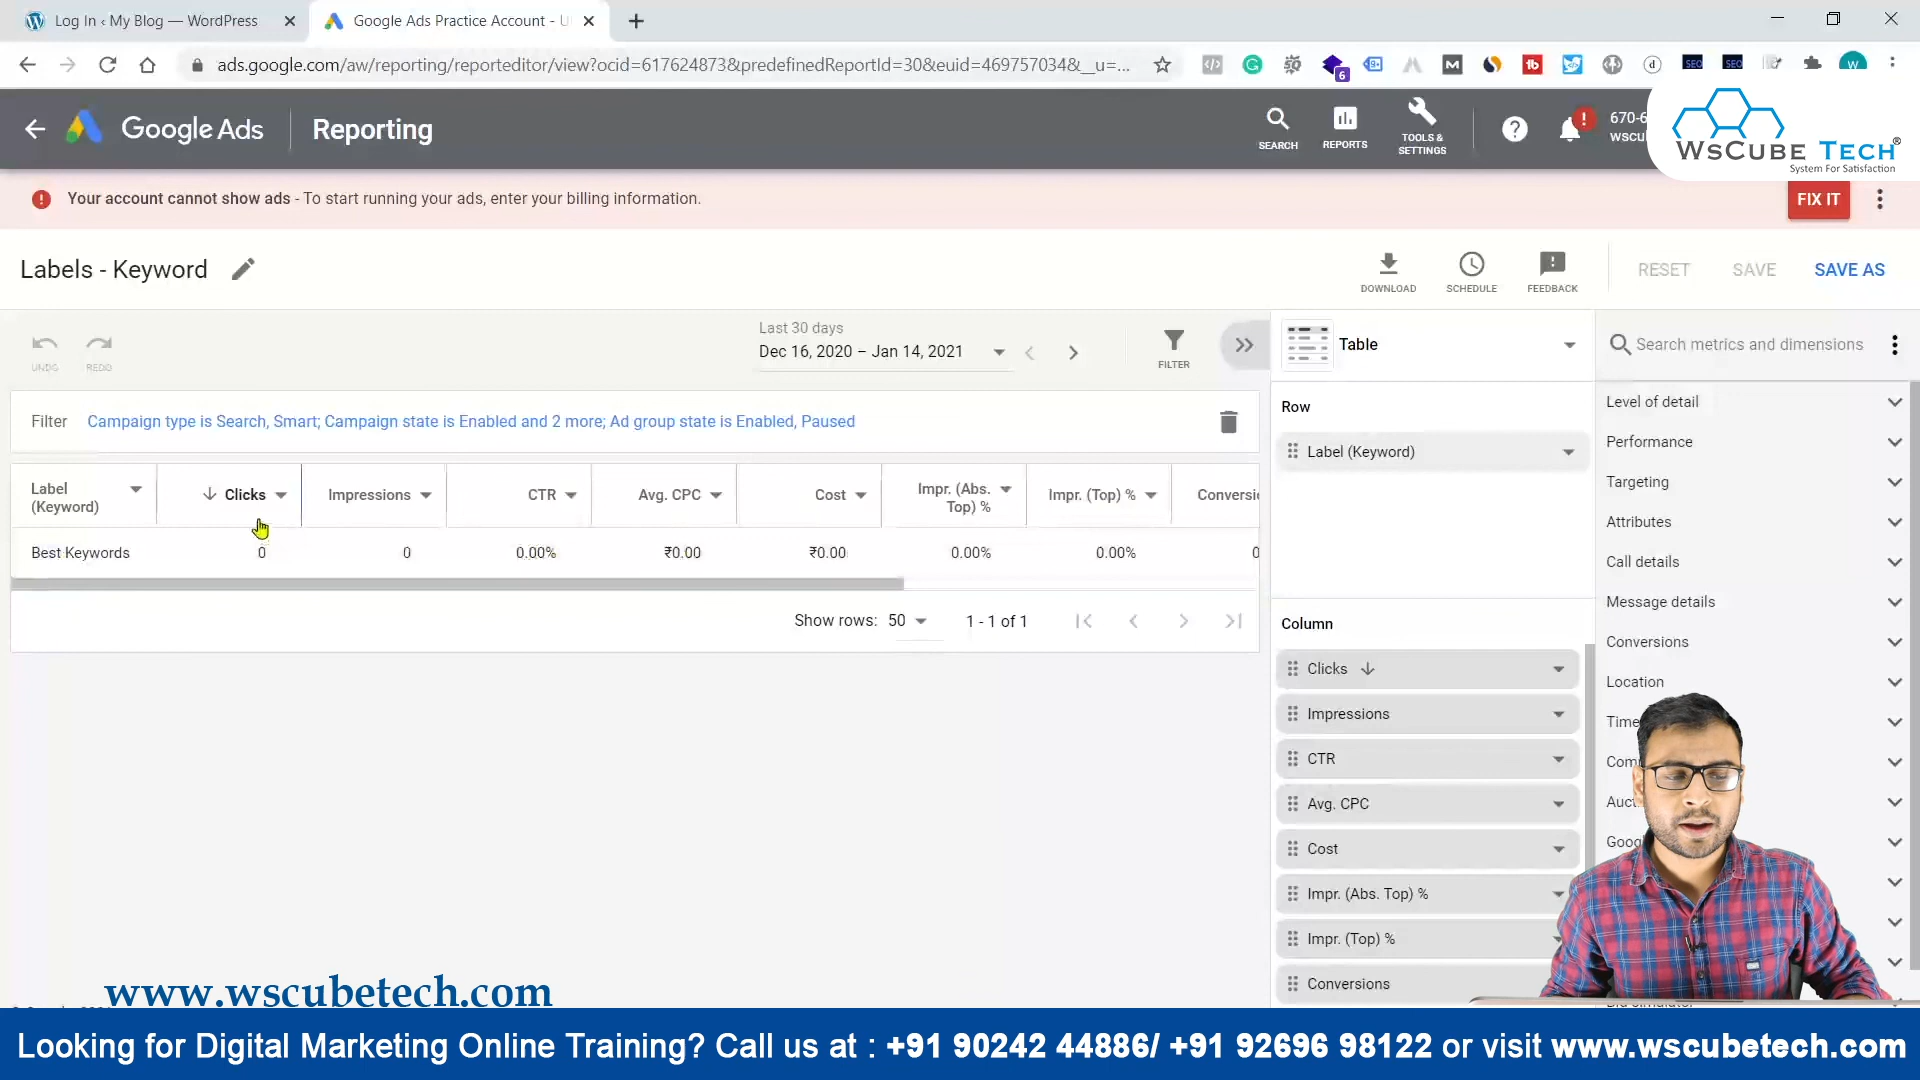 Log In ‹ My Blog — WordPress
Google Ads Practice Account - U
ads.google.com/aw/reporting/reporteditor/view?ocid=617624873&predefinedReportId=30&euid=469757034&__u=...
6
W
Google Ads
Reporting
SEARCH
REPORTS
TOOLS &
SETTINGS
670-6
wscu
WsCube Tech®
System For Satisfaction
Your account cannot show ads - To start running your ads, enter your billing information.
FIX IT
Labels - Keyword
DOWNLOAD
SCHEDULE
FEEDBACK
RESET
SAVE
SAVE AS
UNDO
REDO
Last 30 days
Dec 16, 2020 – Jan 14, 2021
FILTER
Table
Search metrics and dimensions
Filter Campaign type is Search, Smart; Campaign state is Enabled and 2 more; Ad group state is Enabled, Paused
Label
(Keyword)
Clicks
Impressions
CTR
Avg. CPC
Cost
Impr. (Abs.
Top) %
Impr. (Top) %
Conversi
Best Keywords 0 0 0.00% ₹0.00 ₹0.00 0.00% 0.00% 0
Show rows: 50 1 - 1 of 1
Row
Label (Keyword)
Column
Clicks
Impressions
CTR
Avg. CPC
Cost
Impr. (Abs. Top) %
Impr. (Top) %
Conversions
Level of detail
Performance
Targeting
Attributes
Call details
Message details
Conversions
Location
Time
Com
Auc
Goog
www.wscubetech.com
Looking for Digital Marketing Online Training? Call us at : +91 90242 44886/ +91 92696 98122 or visit www.wscubetech.com